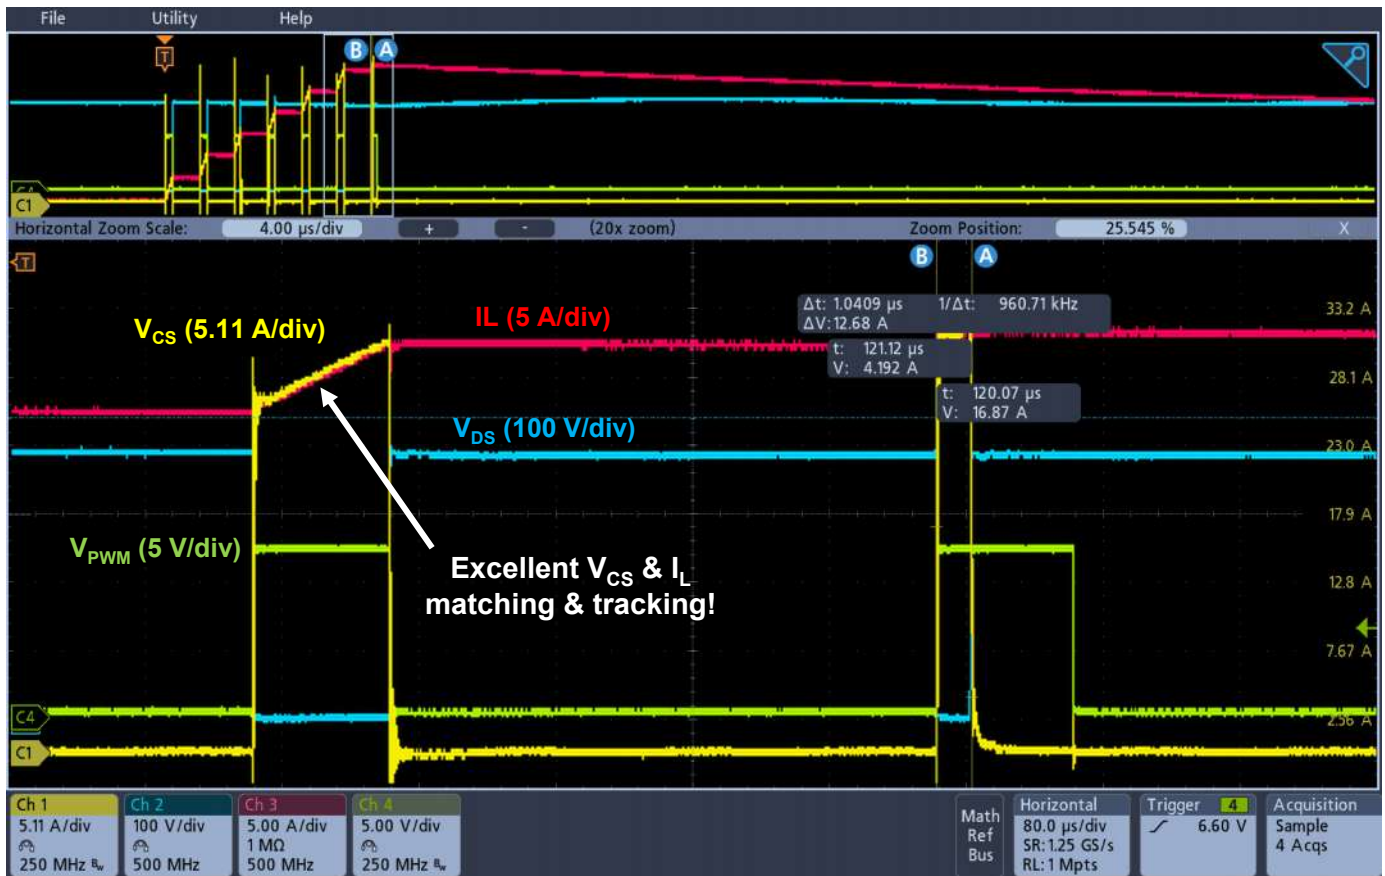 File Utility Help
T
B A
C4
C1
Horizontal Zoom Scale: 4.00 µs/div + - (20x zoom) Zoom Position: 25.545 % X
T
B A
Δt: 1.0409 µs 1/Δt: 960.71 kHz
ΔV: 12.68 A
33.2 A
VCS (5.11 A/div)
IL (5 A/div)
t: 121.12 µs
V: 4.192 A
28.1 A
t: 120.07 µs
V: 16.87 A
VDS (100 V/div)
23.0 A
17.9 A
VPWM (5 V/div)
Excellent VCS & IL
matching & tracking!
12.8 A
7.67 A
C4
2.56 A
C1
Ch 1
5.11 A/div
250 MHz BW
Ch 2
100 V/div
500 MHz
Ch 3
5.00 A/div
1 MΩ
500 MHz
Ch 4
5.00 V/div
250 MHz BW
Math
Ref
Bus
Horizontal
80.0 µs/div
SR: 1.25 GS/s
RL: 1 Mpts
Trigger 4
6.60 V
Acquisition
Sample
4 Acqs